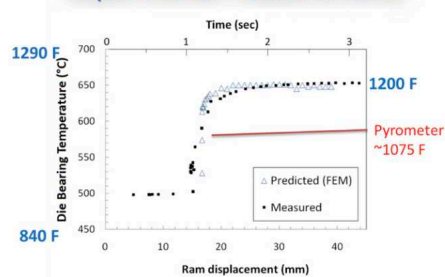 Time (sec)
0 1 2 3
1290 F
700
650
600
550
500
450
Die Bearing Temperature (°C)
1200 F
Pyrometer
~1075 F
Predicted (FEM)
Measured
840 F
0 10 20 30 40
Ram displacement (mm)